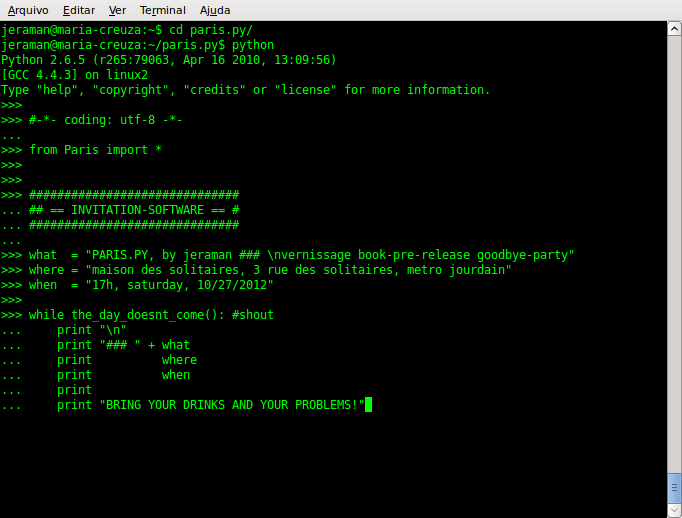 Arquivo Editar Ver Terminal Ajuda
jeraman@maria-creuza:~$ cd paris.py/
jeraman@maria-creuza:~/paris.py$ python
Python 2.6.5 (r265:79063, Apr 16 2010, 13:09:56)
[GCC 4.4.3] on linux2
Type "help", "copyright", "credits" or "license" for more information.
>>>
>>> #-*- coding: utf-8 -*-
...
>>> from Paris import *
>>>
>>>
>>> ##############################
... ## == INVITATION-SOFTWARE == #
... ##############################
...
>>> what  = "PARIS.PY, by jeraman ### \nvernissage book-pre-release goodbye-party"
>>> where = "maison des solitaires, 3 rue des solitaires, metro jourdain"
>>> when  = "17h, saturday, 10/27/2012"
>>>
>>> while the_day_doesnt_come(): #shout
...     print "\n"
...     print "### " + what
...     print          where
...     print          when
...     print
...     print "BRING YOUR DRINKS AND YOUR PROBLEMS!"